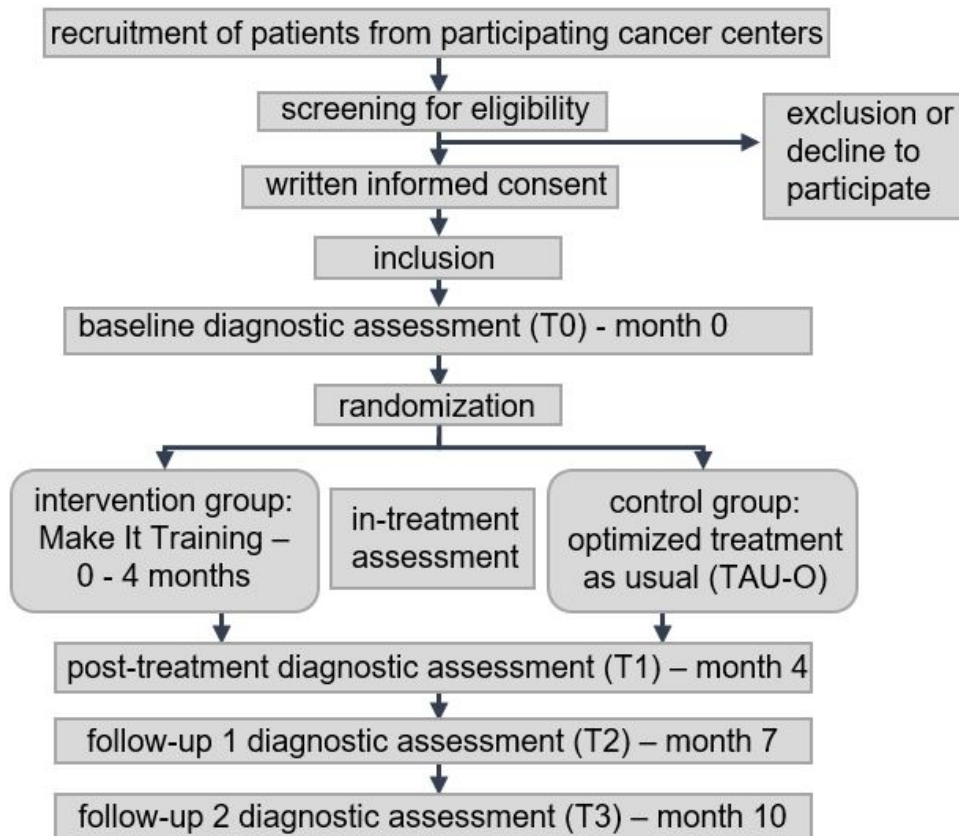 recruitment of patients from participating cancer centers
screening for eligibility
exclusion or
decline to
participate
written informed consent
inclusion
baseline diagnostic assessment (T0) - month 0
randomization
intervention group:
Make It Training –
0 - 4 months
in-treatment
assessment
control group:
optimized treatment
as usual (TAU-O)
post-treatment diagnostic assessment (T1) – month 4
follow-up 1 diagnostic assessment (T2) – month 7
follow-up 2 diagnostic assessment (T3) – month 10